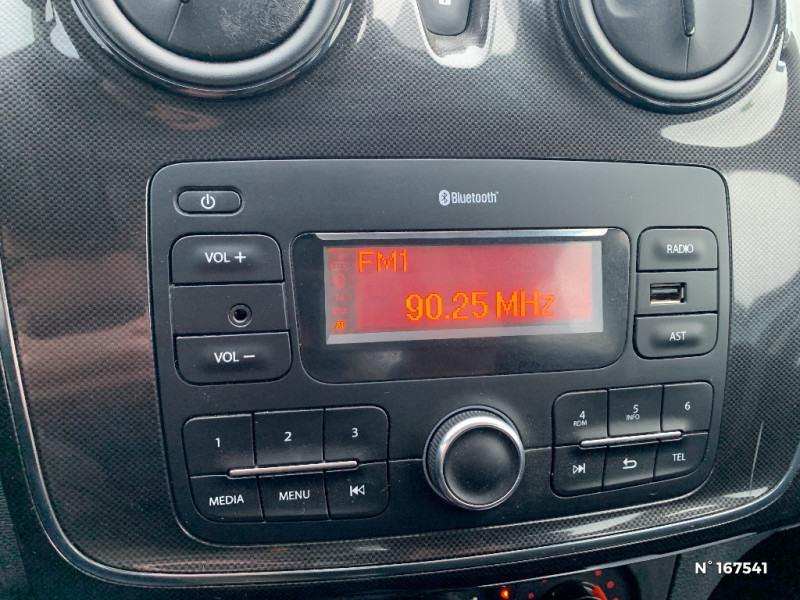 Bluetooth
VOL +
RADIO
FM1
90.25 MHz
AF
VOL −
AST
1
2
3
4
RDM
5
INFO
6
MEDIA
MENU
TEL
N° 167541